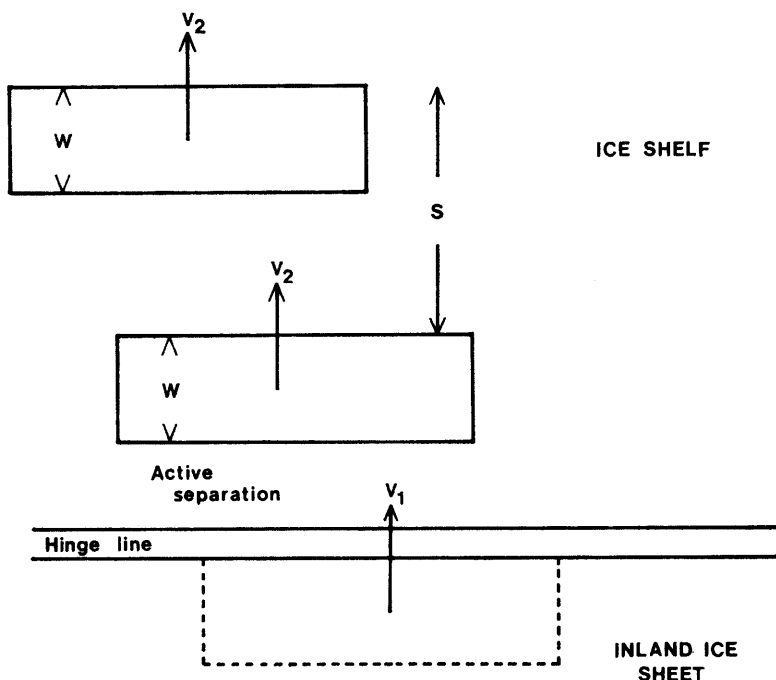 V2
W
ICE SHELF
S
V2
W
Active
separation
V1
Hinge line
INLAND ICE
SHEET